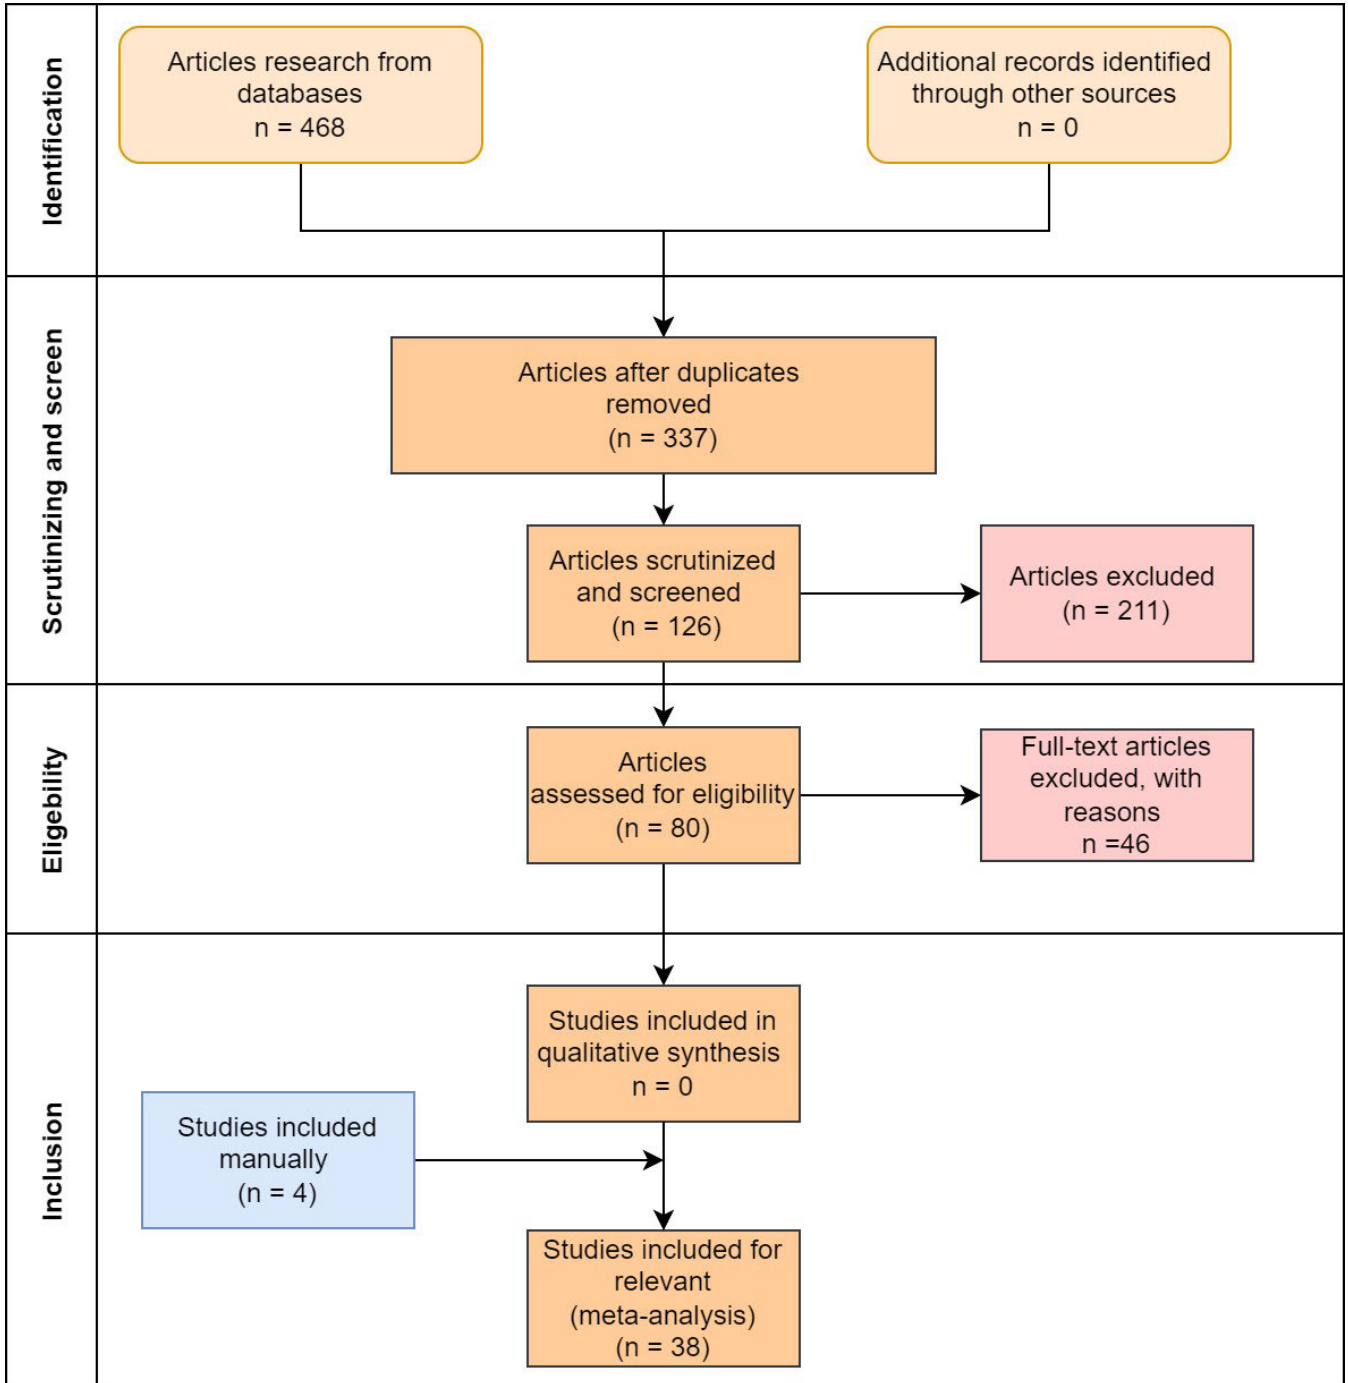 Identification
Articles research from
databases
n = 468
Additional records identified
through other sources
n = 0
Scrutinizing and screen
Articles after duplicates
removed
(n = 337)
Articles scrutinized
and screened
(n = 126)
Articles excluded
(n = 211)
Eligebility
Articles
assessed for eligibility
(n = 80)
Full-text articles
excluded, with
reasons
n =46
Inclusion
Studies included in
qualitative synthesis
n = 0
Studies included
manually
(n = 4)
Studies included for
relevant
(meta-analysis)
(n = 38)